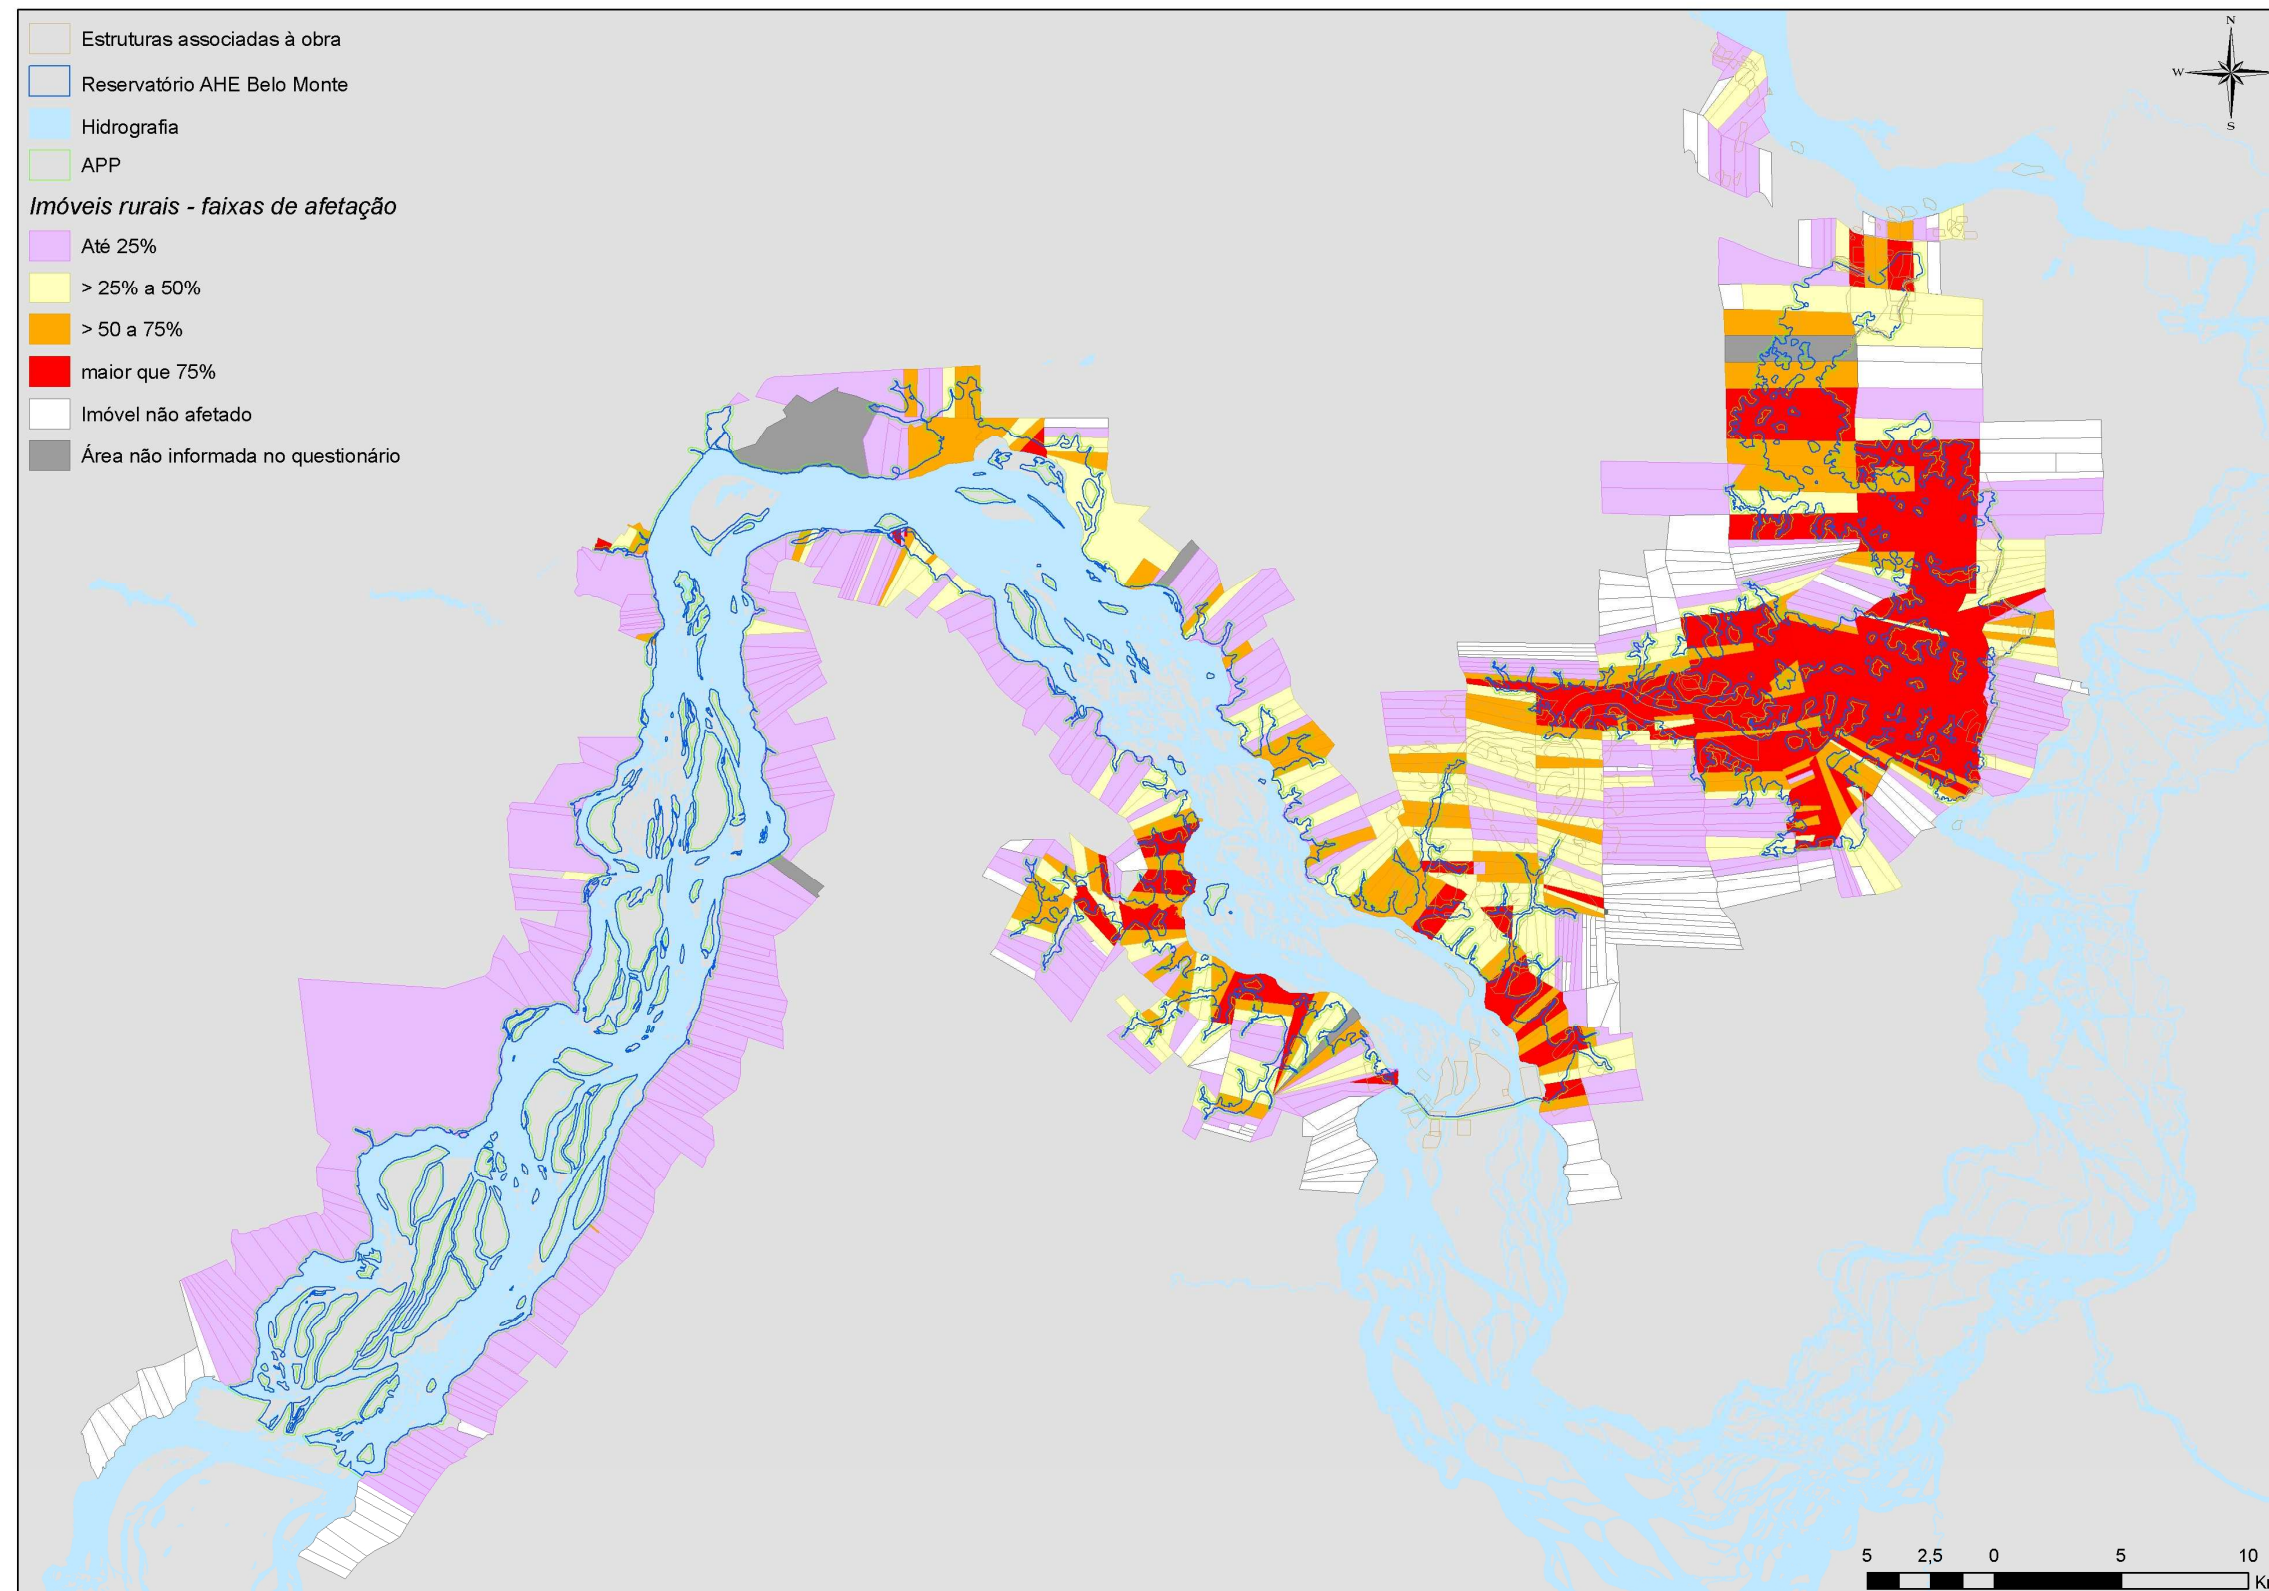 Estruturas associadas à obra
Reservatório AHE Belo Monte
Hidrografia
APP
Imóveis rurais - faixas de afetação
Até 25%
> 25% a 50%
> 50 a 75%
maior que 75%
Imóvel não afetado
Área não informada no questionário
N
W
S
5 2,5 0 5 10